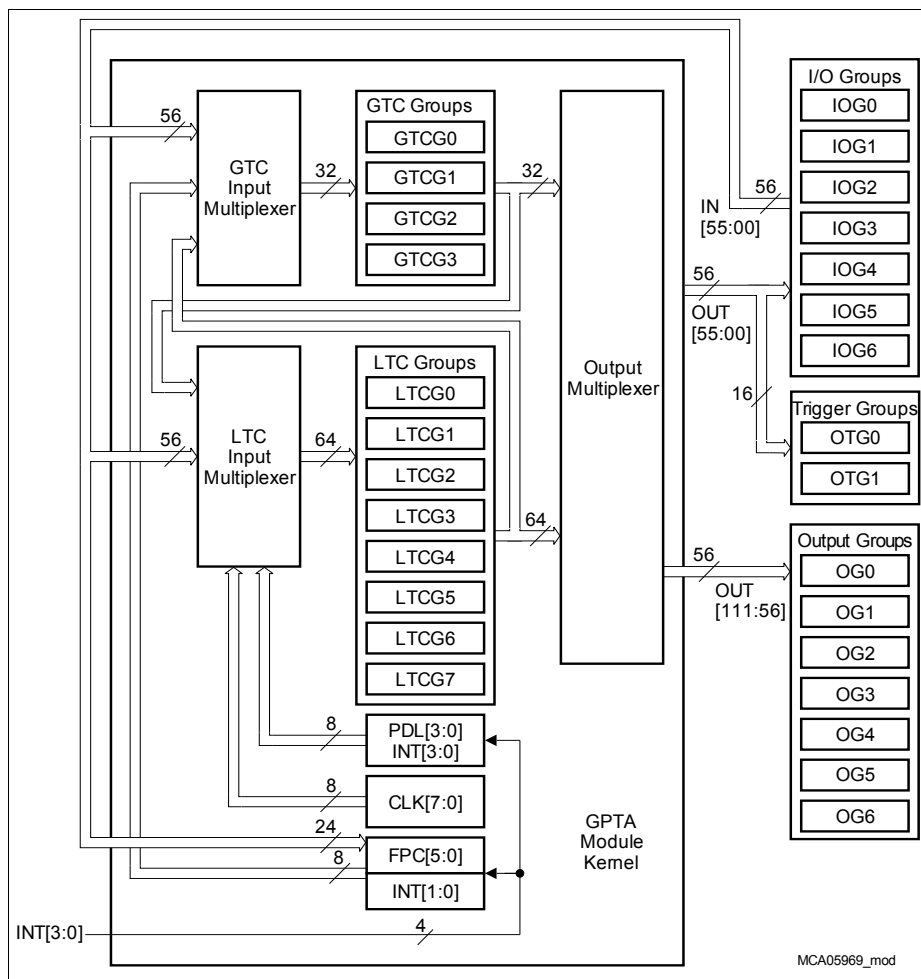 GTC Input Multiplexer
56
32
GTC Groups
GTCG0
GTCG1
GTCG2
GTCG3
32
LTC Input Multiplexer
56
64
LTC Groups
LTCG0
LTCG1
LTCG2
LTCG3
LTCG4
LTCG5
LTCG6
LTCG7
64
Output Multiplexer
8
PDL[3:0]
INT[3:0]
8
CLK[7:0]
24
FPC[5:0]
8
INT[1:0]
INT[3:0]
4
GPTA
Module
Kernel
I/O Groups
IOG0
IOG1
IOG2
IOG3
IOG4
IOG5
IOG6
56
IN
[55:00]
56
OUT
[55:00]
16
Trigger Groups
OTG0
OTG1
56
OUT
[111:56]
Output Groups
OG0
OG1
OG2
OG3
OG4
OG5
OG6
MCA05969_mod